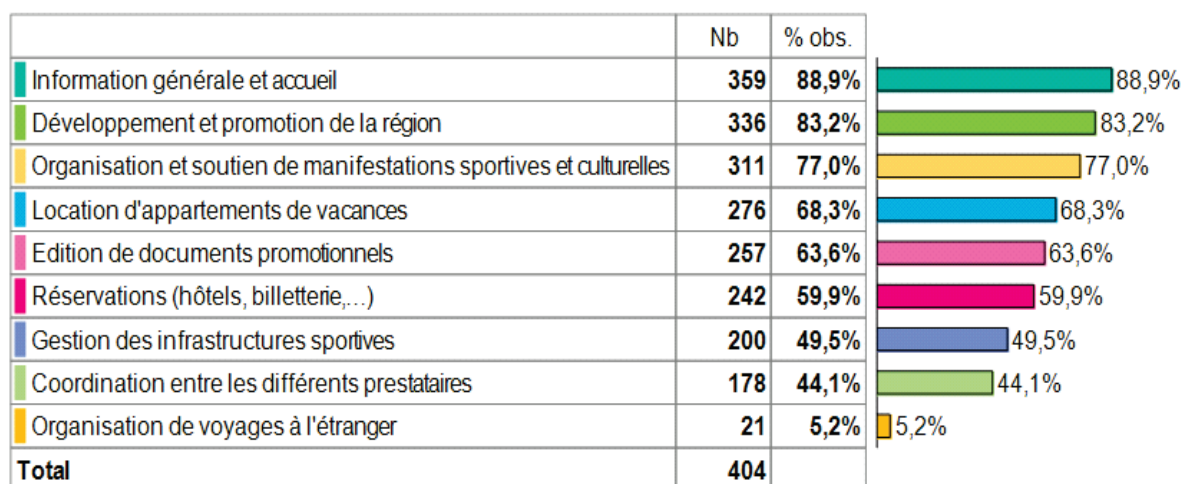 Nb % obs.
Information générale et accueil 359 88,9% 88,9%
Développement et promotion de la région 336 83,2% 83,2%
Organisation et soutien de manifestations sportives et culturelles 311 77,0% 77,0%
Location d'appartements de vacances 276 68,3% 68,3%
Edition de documents promotionnels 257 63,6% 63,6%
Réservations (hôtels, billetterie,...) 242 59,9% 59,9%
Gestion des infrastructures sportives 200 49,5% 49,5%
Coordination entre les différents prestataires 178 44,1% 44,1%
Organisation de voyages à l'étranger 21 5,2% 5,2%
Total 404